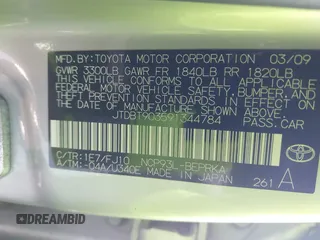 MFD.BY:TOYOTA MOTOR CORPORATION 03/09
GVWR 3300LB GAWR FR 1840LB RR 1820LB
THIS VEHICLE CONFORMS TO ALL APPLICABLE
FEDERAL MOTOR VEHICLE SAFETY, BUMPER, AND
THEFT PREVENTION STANDARDS IN EFFECT ON
THE DATE OF MANUFACTURE SHOWN ABOVE.
JTDBT903591344784 PASS.CAR
C/TR:1E7/FJ10 NCP93L-BEPRKA
A/TM:-04A/U340E MADE IN JAPAN
TOYOTA
261 A